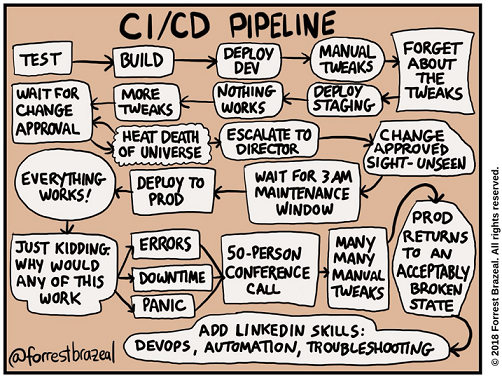 CI/CD PIPELINE
TEST
BUILD
DEPLOY
DEV
MANUAL
TWEAKS
FORGET
ABOUT
THE
TWEAKS
DEPLOY
STAGING
NOTHING
WORKS
MORE
TWEAKS
WAIT FOR
CHANGE
APPROVAL
HEAT DEATH
OF UNIVERSE
ESCALATE TO
DIRECTOR
CHANGE
APPROVED
SIGHT-UNSEEN
WAIT FOR 3 AM
MAINTENANCE
WINDOW
DEPLOY TO
PROD
EVERYTHING
WORKS!
JUST KIDDING.
WHY WOULD
ANY OF THIS
WORK
ERRORS
DOWNTIME
PANIC
50-PERSON
CONFERENCE
CALL
MANY
MANY
MANUAL
TWEAKS
PROD
RETURNS
TO AN
ACCEPTABLY
BROKEN
STATE
ADD LINKEDIN SKILLS:
DEVOPS, AUTOMATION, TROUBLESHOOTING
@forrestbrazeal
© 2018 Forrest Brazeal. All rights reserved.